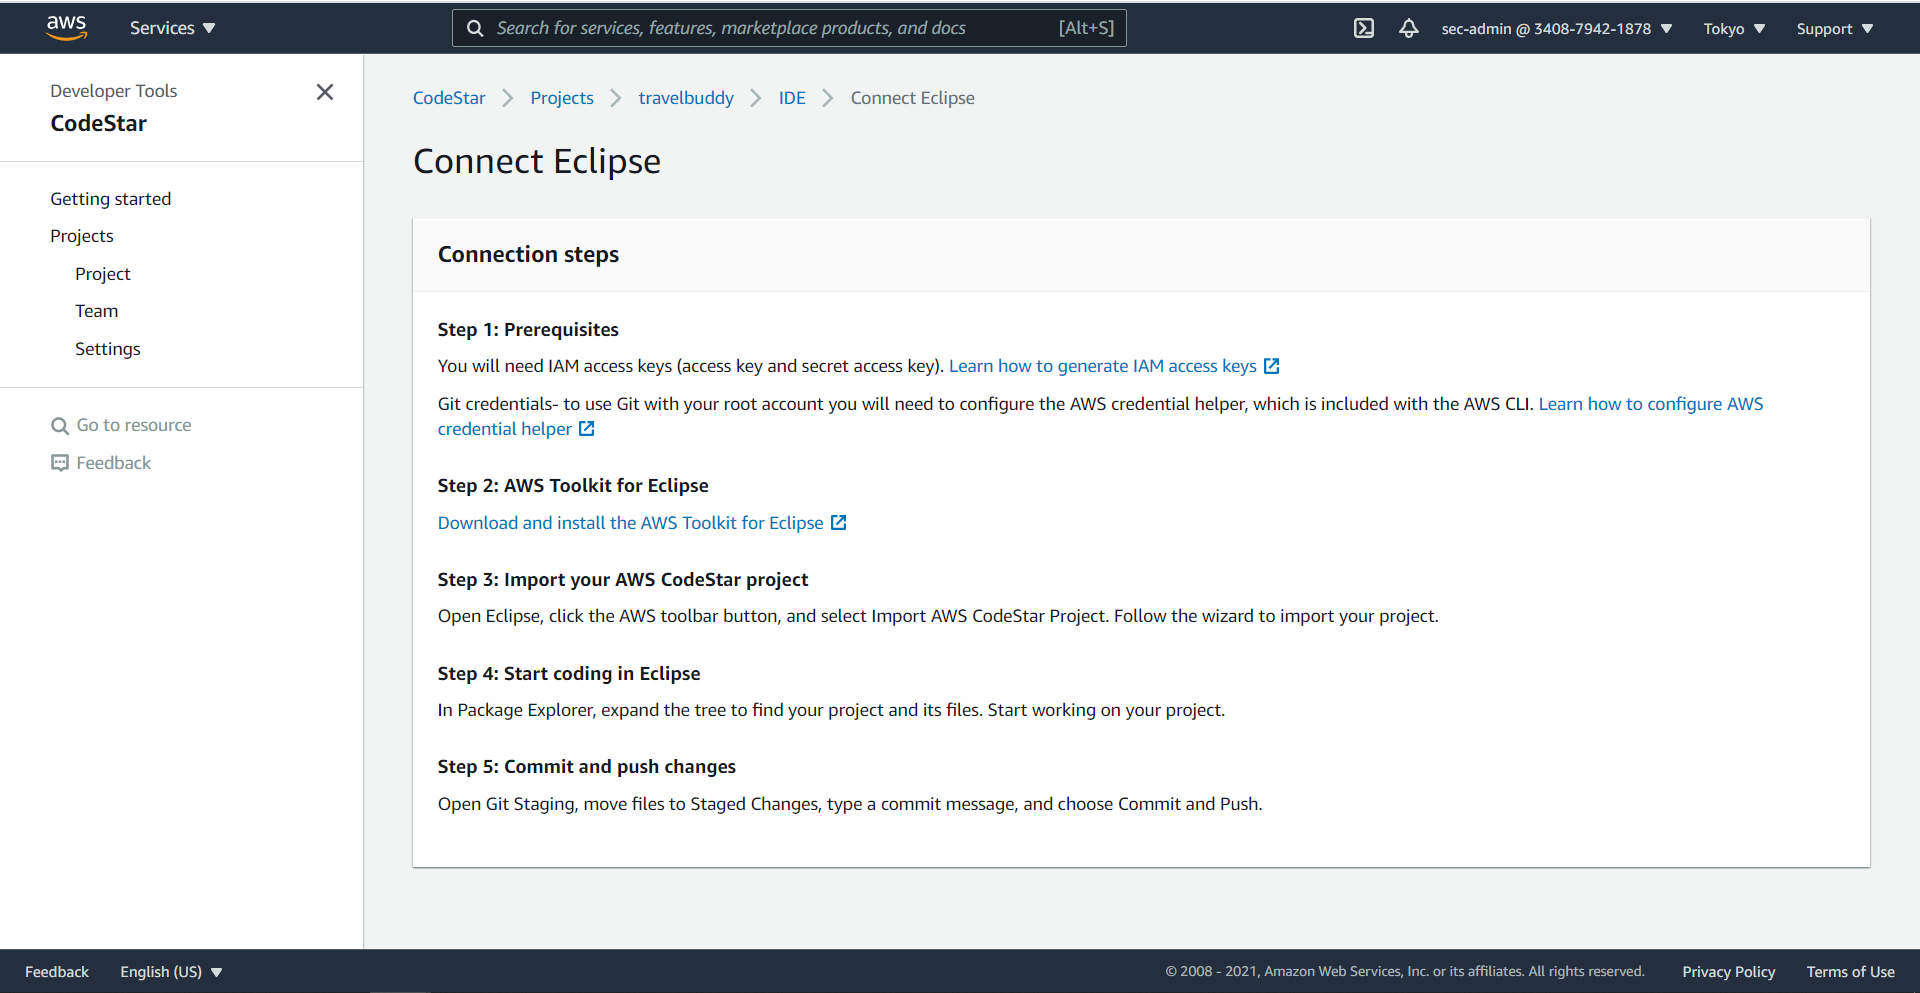 aws
Services
Search for services, features, marketplace products, and docs
[Alt+S]
sec-admin @ 3408-7942-1878
Tokyo
Support
Developer Tools
CodeStar
Getting started
Projects
Project
Team
Settings
Go to resource
Feedback
CodeStar
Projects
travelbuddy
IDE
Connect Eclipse
Connect Eclipse
Connection steps
Step 1: Prerequisites
You will need IAM access keys (access key and secret access key). Learn how to generate IAM access keys
Git credentials- to use Git with your root account you will need to configure the AWS credential helper, which is included with the AWS CLI. Learn how to configure AWS
credential helper
Step 2: AWS Toolkit for Eclipse
Download and install the AWS Toolkit for Eclipse
Step 3: Import your AWS CodeStar project
Open Eclipse, click the AWS toolbar button, and select Import AWS CodeStar Project. Follow the wizard to import your project.
Step 4: Start coding in Eclipse
In Package Explorer, expand the tree to find your project and its files. Start working on your project.
Step 5: Commit and push changes
Open Git Staging, move files to Staged Changes, type a commit message, and choose Commit and Push.
Feedback
English (US)
© 2008 - 2021, Amazon Web Services, Inc. or its affiliates. All rights reserved.
Privacy Policy
Terms of Use